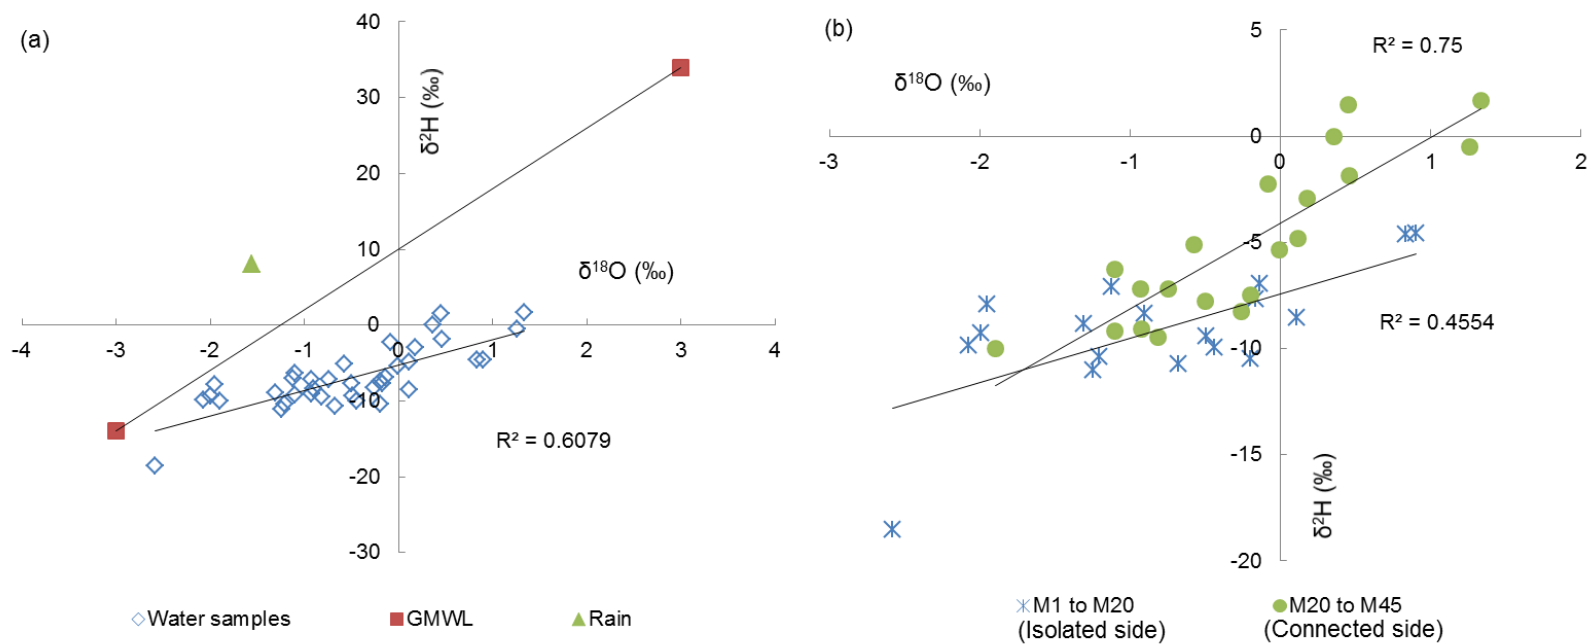 (a)
40
30
20
10
0
-10
-20
-30
-4
-3
-2
-1
0
1
2
3
4
δ²H (‰)
δ¹⁸O (‰)
R² = 0.6079
Water samples
GMWL
Rain
(b)
5
0
-5
-10
-15
-20
-3
-2
-1
0
1
2
δ¹⁸O (‰)
R² = 0.75
R² = 0.4554
δ²H (‰)
M1 to M20
(Isolated side)
M20 to M45
(Connected side)